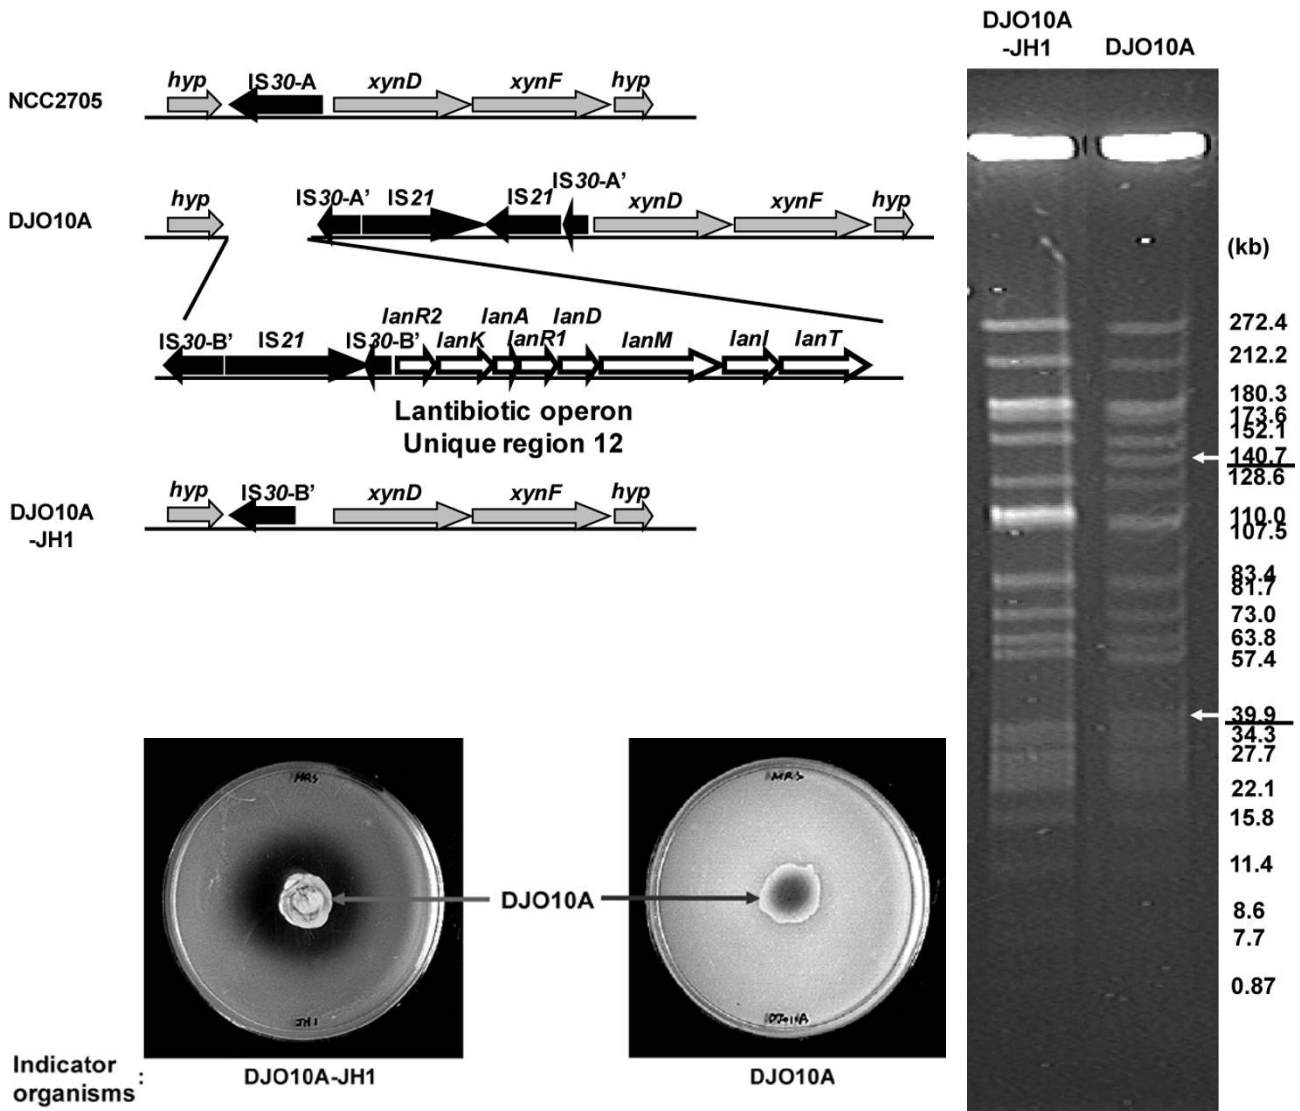 NCC2705
hyp
IS30-A
xynD
xynF
hyp
DJO10A
hyp
IS30-A'
IS21
IS21
IS30-A'
xynD
xynF
hyp
IS30-B'
IS21
IS30-B'
lanR2
lanK
lanA
lanR1
lanD
lanM
lanI
lanT
Lantibiotic operon
Unique region 12
DJO10A
-JH1
hyp
IS30-B'
xynD
xynF
hyp
MRS
JH1
DJO10A
MRS
DJO10A
Indicator
organisms :
DJO10A-JH1
DJO10A
DJO10A
-JH1
DJO10A
(kb)
272.4
212.2
180.3
173.6
152.1
140.7
128.6
110.0
107.5
83.4
81.7
73.0
63.8
57.4
39.9
34.3
27.7
22.1
15.8
11.4
8.6
7.7
0.87